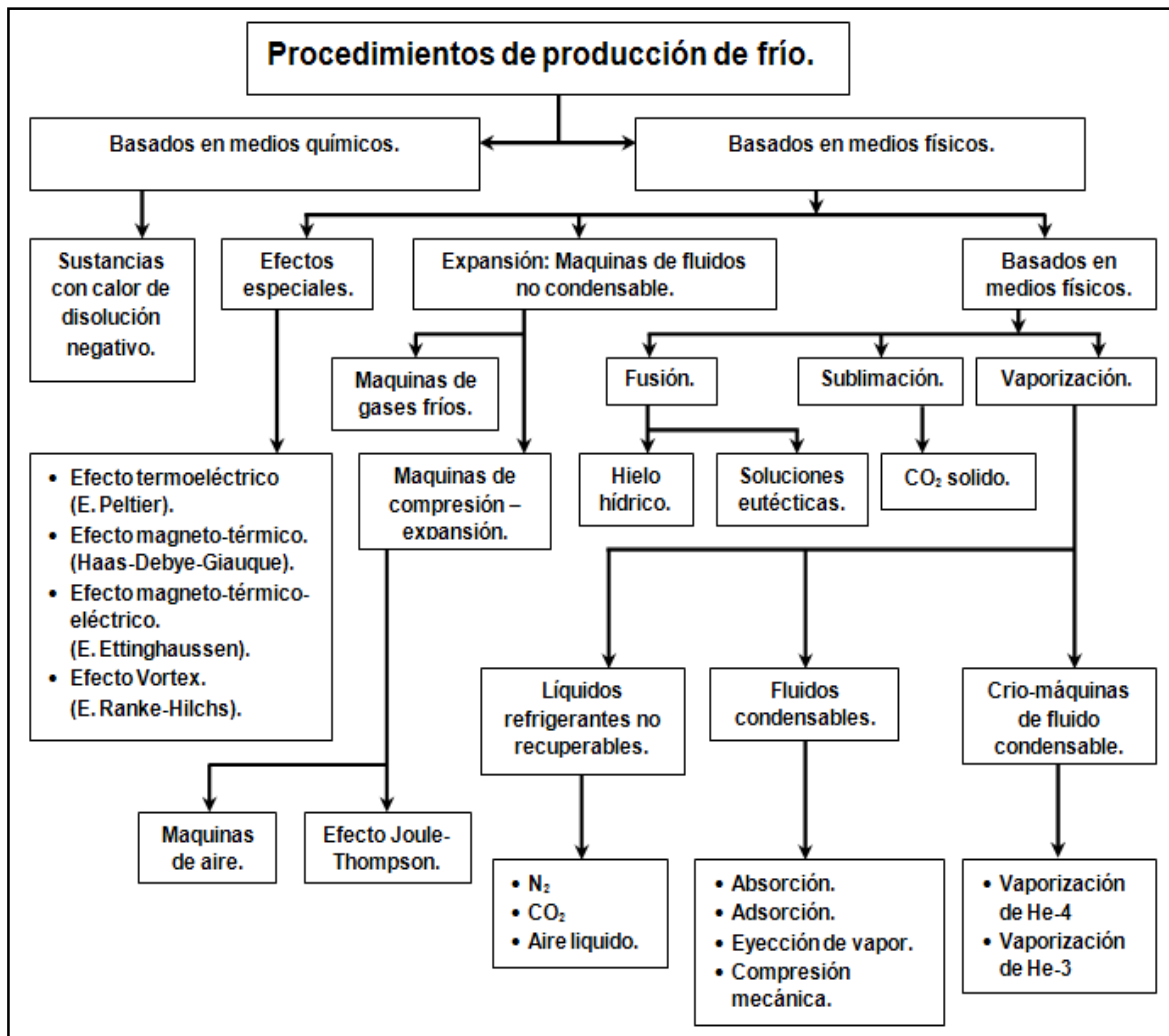 Procedimientos de producción de frío.
Basados en medios químicos.
Basados en medios físicos.
Sustancias
con calor de
disolución
negativo.
Efectos
especiales.
Expansión: Maquinas de fluidos
no condensable.
Basados en
medios físicos.
Maquinas de
gases fríos.
Fusión.
Sublimación.
Vaporización.
• Efecto termoeléctrico
(E. Peltier).
• Efecto magneto-térmico.
(Haas-Debye-Giauque).
• Efecto magneto-térmico-
eléctrico.
(E. Ettinghaussen).
• Efecto Vortex.
(E. Ranke-Hilchs).
Maquinas de
compresión –
expansión.
Hielo
hídrico.
Soluciones
eutécticas.
CO₂ solido.
Líquidos
refrigerantes no
recuperables.
Fluidos
condensables.
Crio-máquinas
de fluido
condensable.
Maquinas
de aire.
Efecto Joule-
Thompson.
• N₂
• CO₂
• Aire liquido.
• Absorción.
• Adsorción.
• Eyección de vapor.
• Compresión
mecánica.
• Vaporización
de He-4
• Vaporización
de He-3